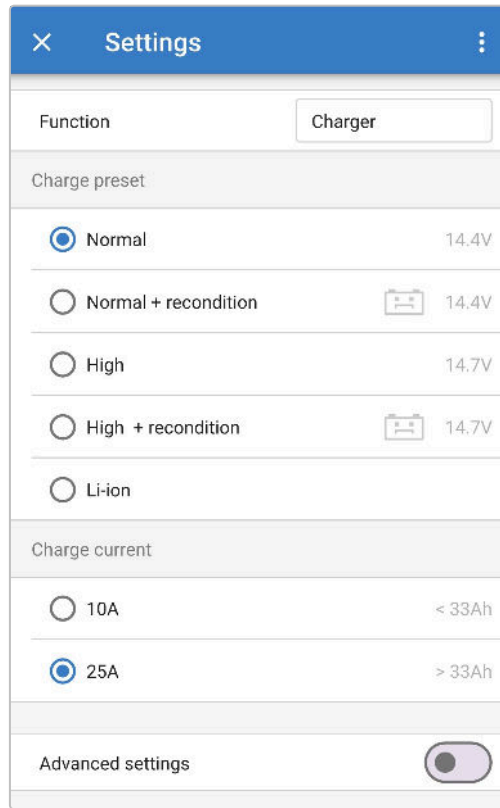 Settings
Function Charger
Charge preset
Normal 14.4V
Normal + recondition 14.4V
High 14.7V
High + recondition 14.7V
Li-ion
Charge current
10A < 33Ah
25A > 33Ah
Advanced settings